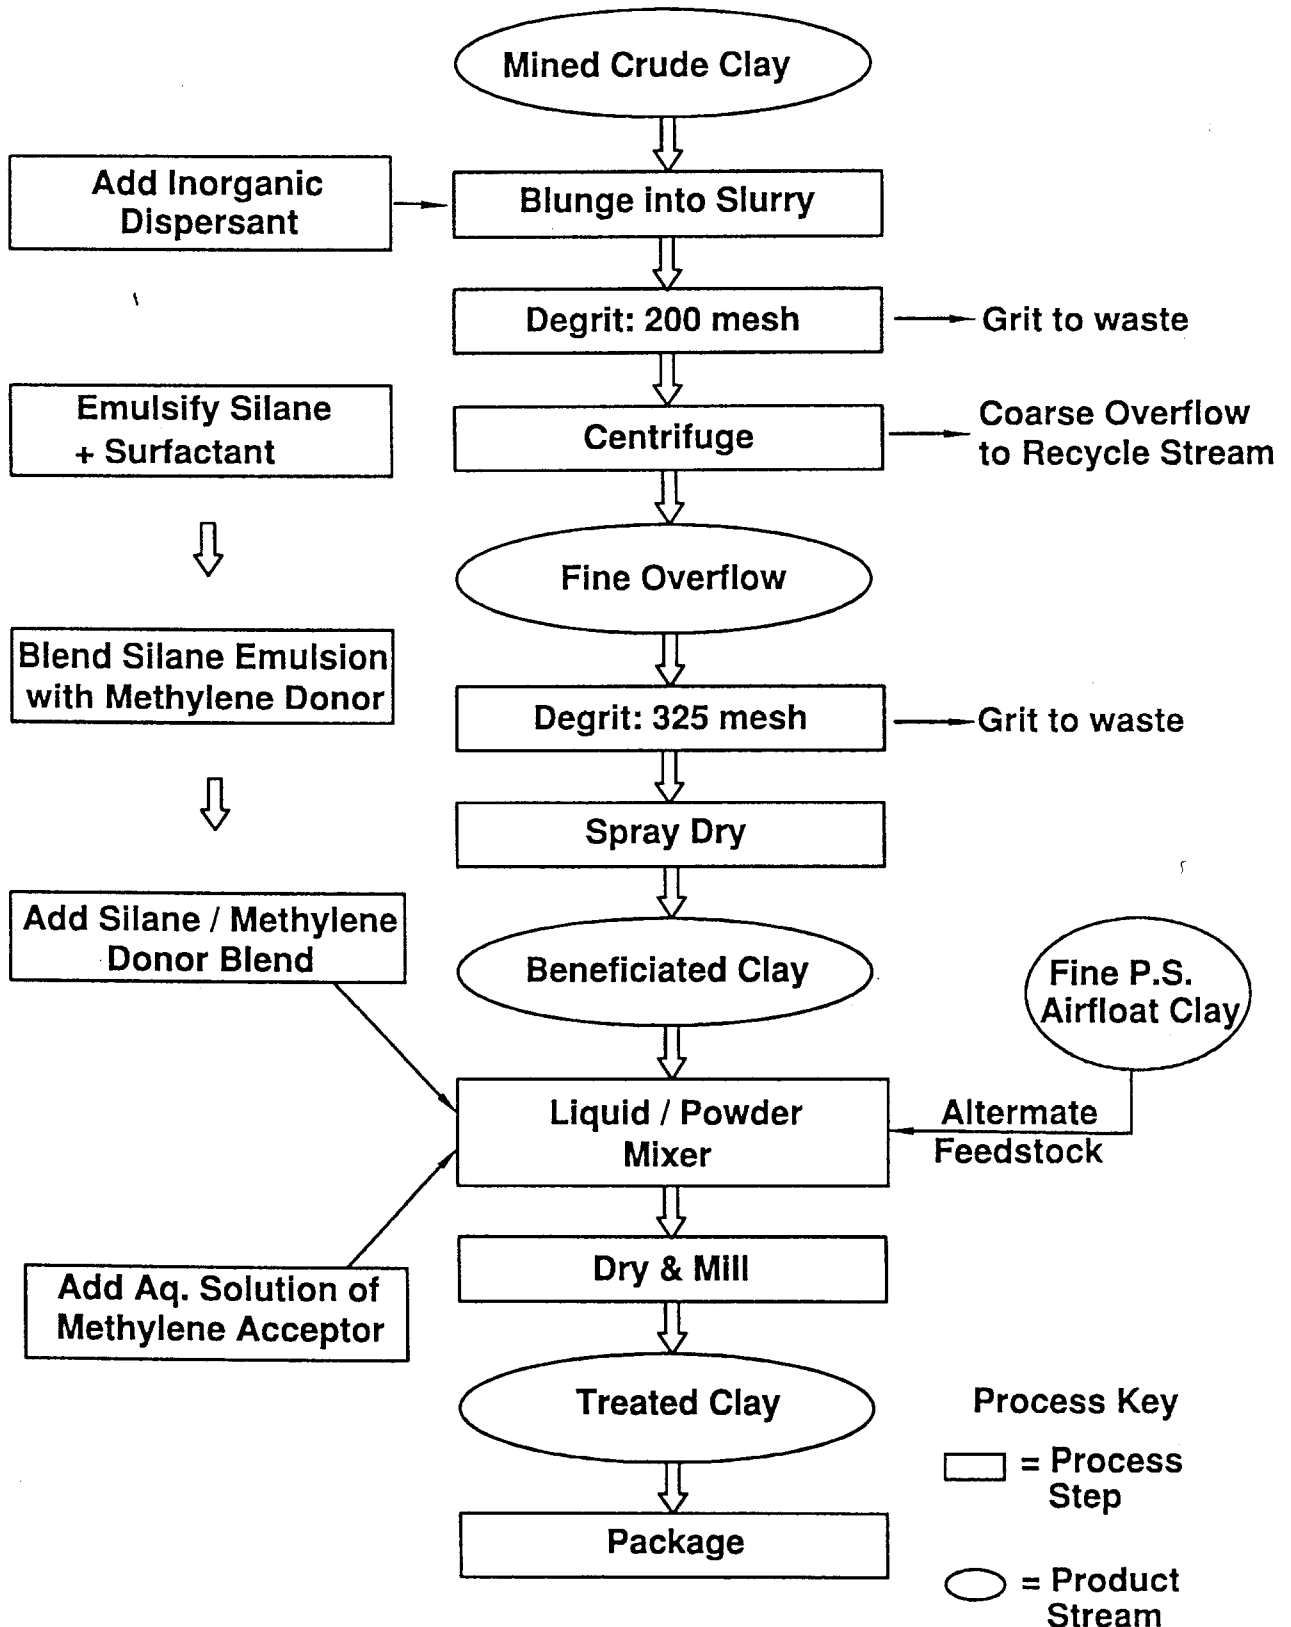 Mined Crude Clay
Add Inorganic
Dispersant
Blunge into Slurry
Degrit: 200 mesh
Grit to waste
Emulsify Silane
+ Surfactant
Centrifuge
Coarse Overflow
to Recycle Stream
Fine Overflow
Blend Silane Emulsion
with Methylene Donor
Degrit: 325 mesh
Grit to waste
Spray Dry
Add Silane / Methylene
Donor Blend
Beneficiated Clay
Fine P.S.
Airfloat Clay
Liquid / Powder
Mixer
Altermate
Feedstock
Dry & Mill
Add Aq. Solution of
Methylene Acceptor
Treated Clay
Process Key
= Process
Step
Package
= Product
Stream